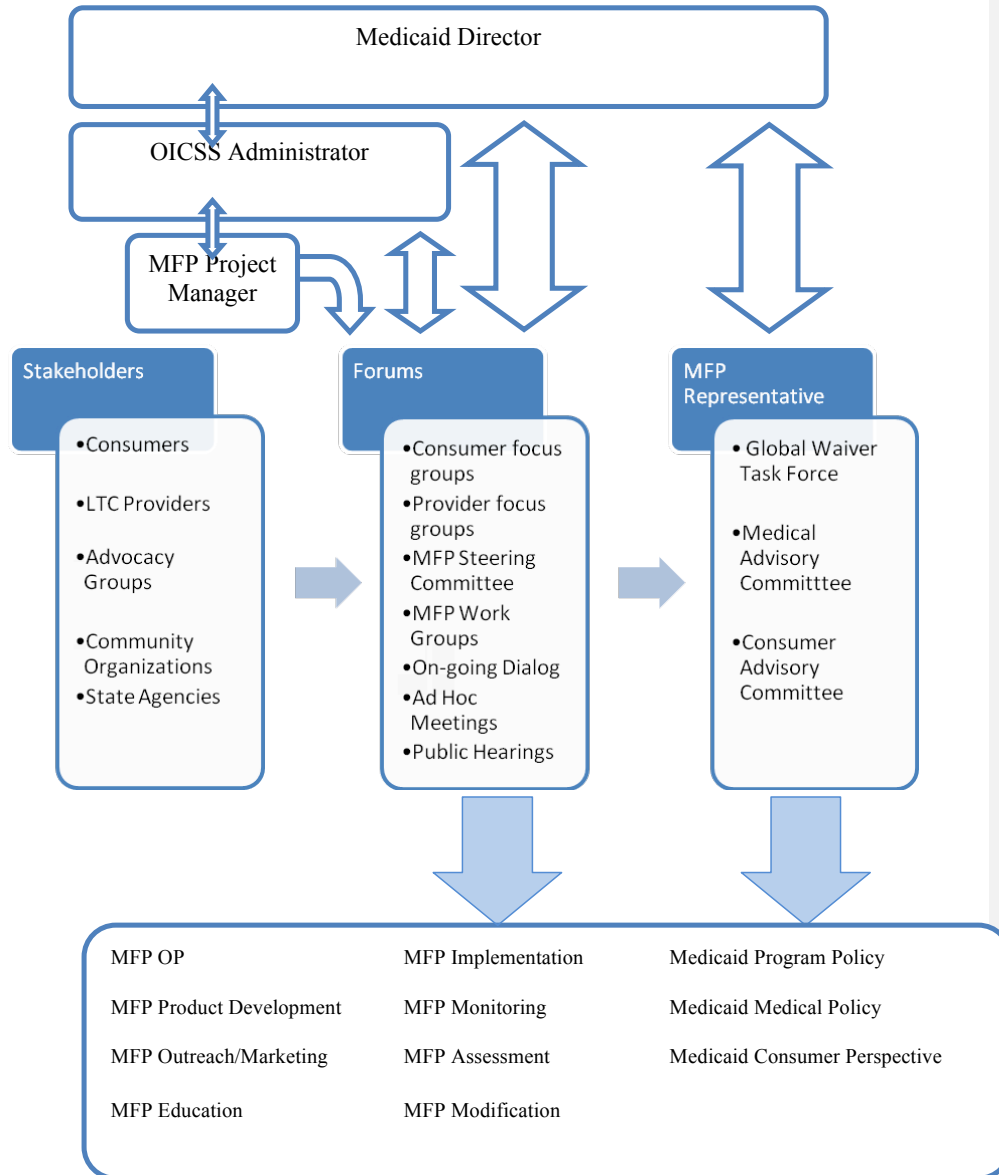 Medicaid Director
OICSS Administrator
MFP Project
Manager
Stakeholders
•Consumers
•LTC Providers
•Advocacy
Groups
•Community
Organizations
•State Agencies
Forums
•Consumer focus
groups
•Provider focus
groups
•MFP Steering
Committee
•MFP Work
Groups
•On-going Dialog
•Ad Hoc
Meetings
•Public Hearings
MFP
Representative
•Global Waiver
Task Force
•Medical
Advisory
Committtee
•Consumer
Advisory
Committee
MFP OP
MFP Product Development
MFP Outreach/Marketing
MFP Education
MFP Implementation
MFP Monitoring
MFP Assessment
MFP Modification
Medicaid Program Policy
Medicaid Medical Policy
Medicaid Consumer Perspective